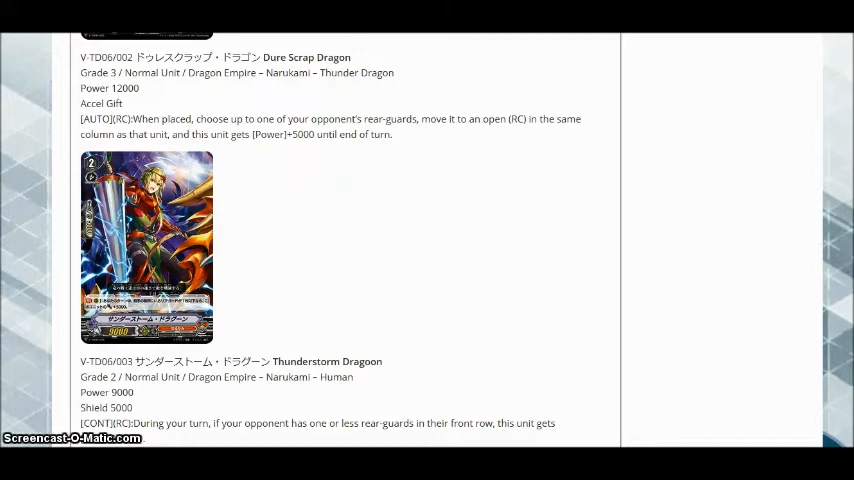 V-TD06/002 ドゥレスクラップ・ドラゴン Dure Scrap Dragon
Grade 3 / Normal Unit / Dragon Empire – Narukami – Thunder Dragon
Power 12000
Accel Gift
[AUTO](RC):When placed, choose up to one of your opponent's rear-guards, move it to an open (RC) in the same
column as that unit, and this unit gets [Power]+5000 until end of turn.
2
サンダーストーム・ドラグーン
9000
V-TD06/003 サンダーストーム・ドラグーン Thunderstorm Dragoon
Grade 2 / Normal Unit / Dragon Empire – Narukami – Human
Power 9000
Shield 5000
[CONT](RC):During your turn, if your opponent has one or less rear-guards in their front row, this unit gets
Screencast-O-Matic.com